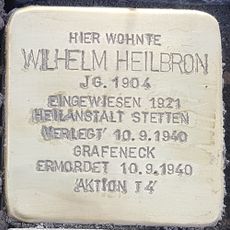 HIER WOHNTE
WILHELM HEILBRON
JG. 1904
EINGEWIESEN 1921
HEILANSTALT STETTEN
'VERLEGT' 10.9.1940
GRAFENECK
ERMORDET 10.9.1940
'AKTION T4'